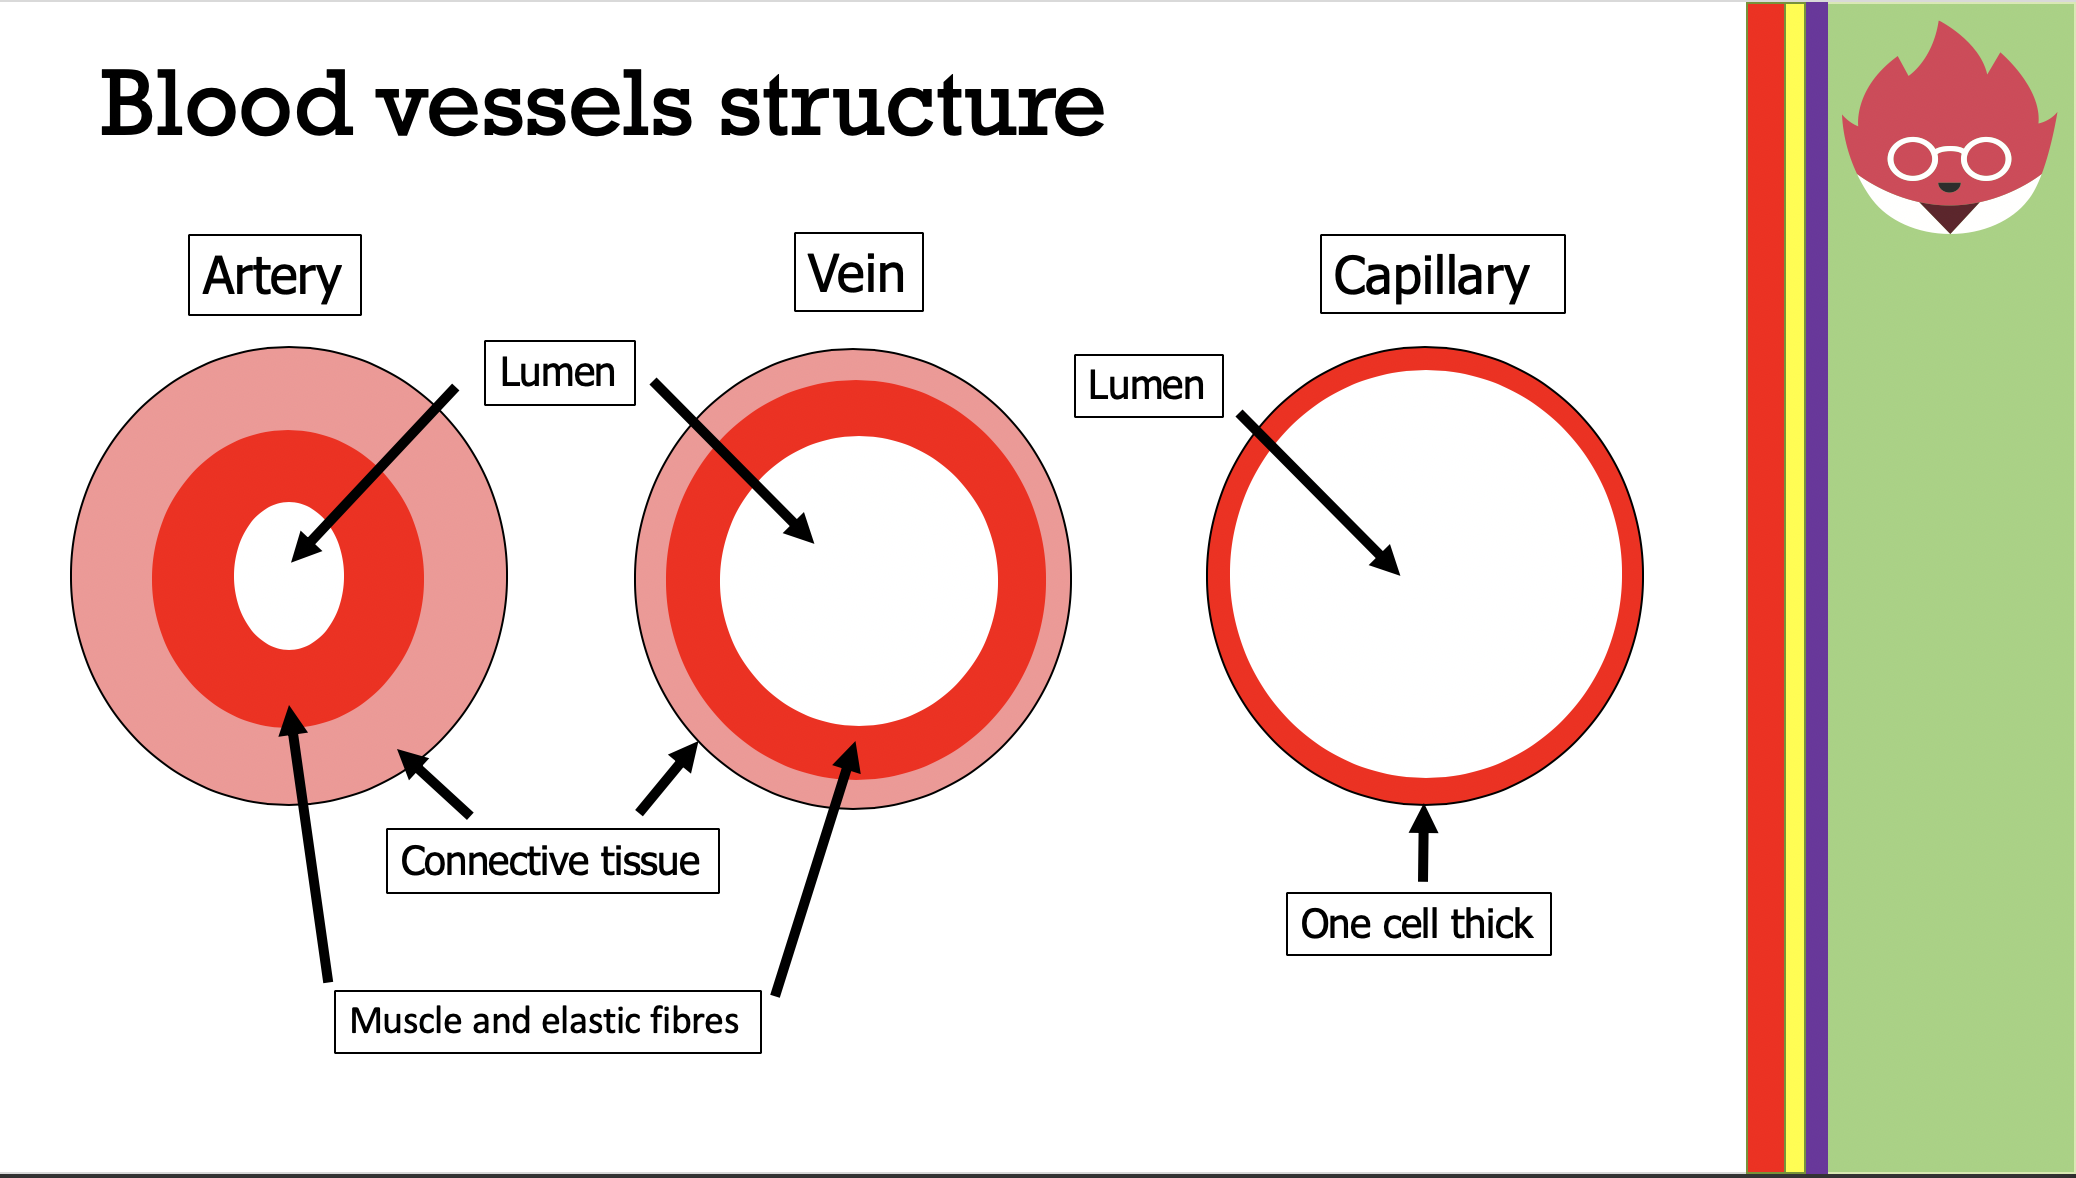 Blood vessels structure
Artery
Vein
Capillary
Lumen
Lumen
Connective tissue
One cell thick
Muscle and elastic fibres